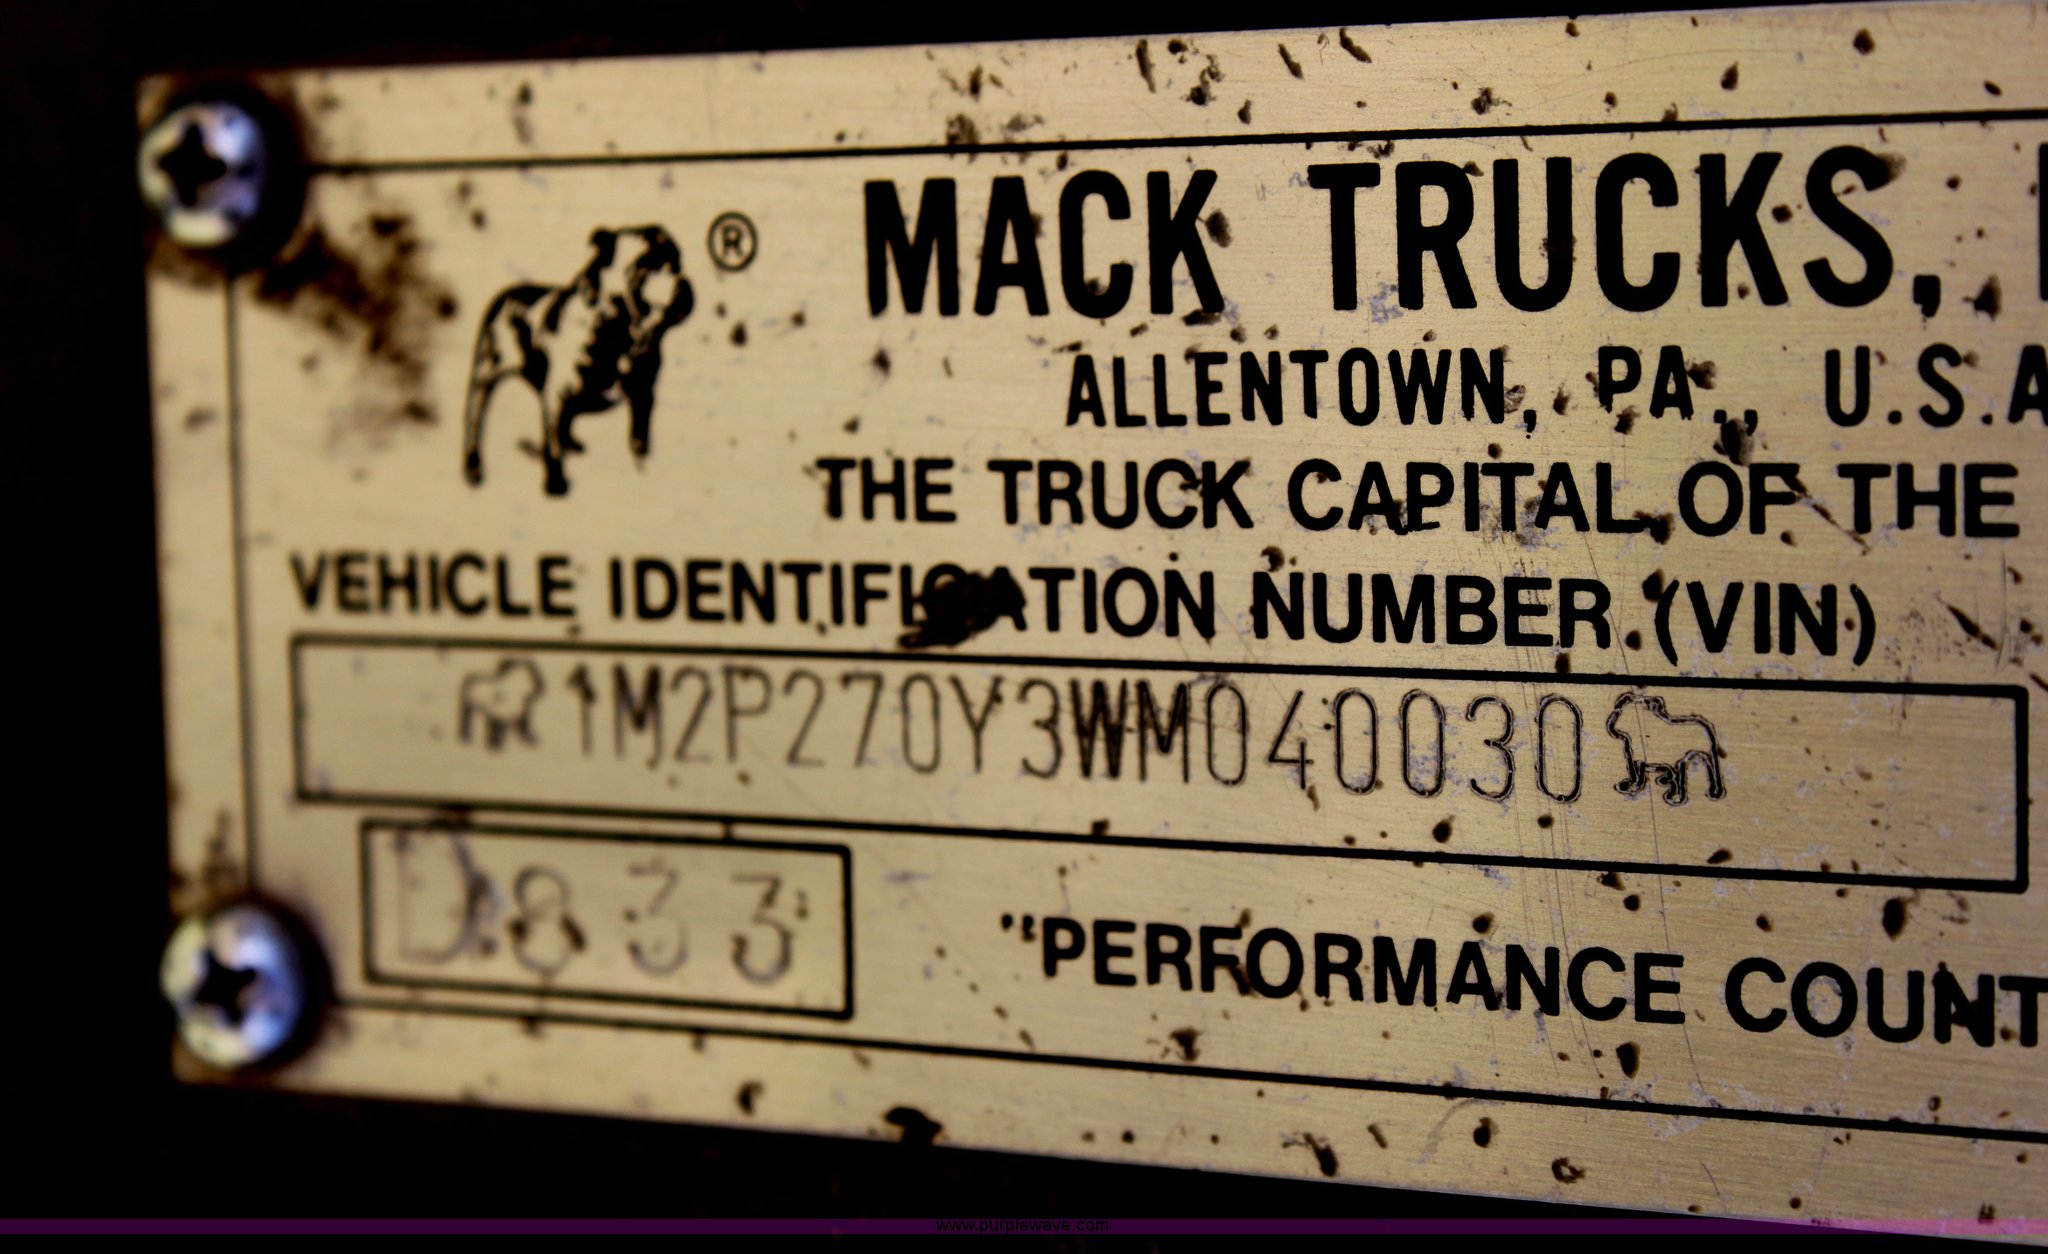 ®
MACK TRUCKS,
ALLENTOWN, PA., U.S.A
THE TRUCK CAPITAL OF THE
VEHICLE IDENTIFICATION NUMBER (VIN)
1M2P270Y3WM040030
D833
"PERFORMANCE COUNT
www.purplewave.com